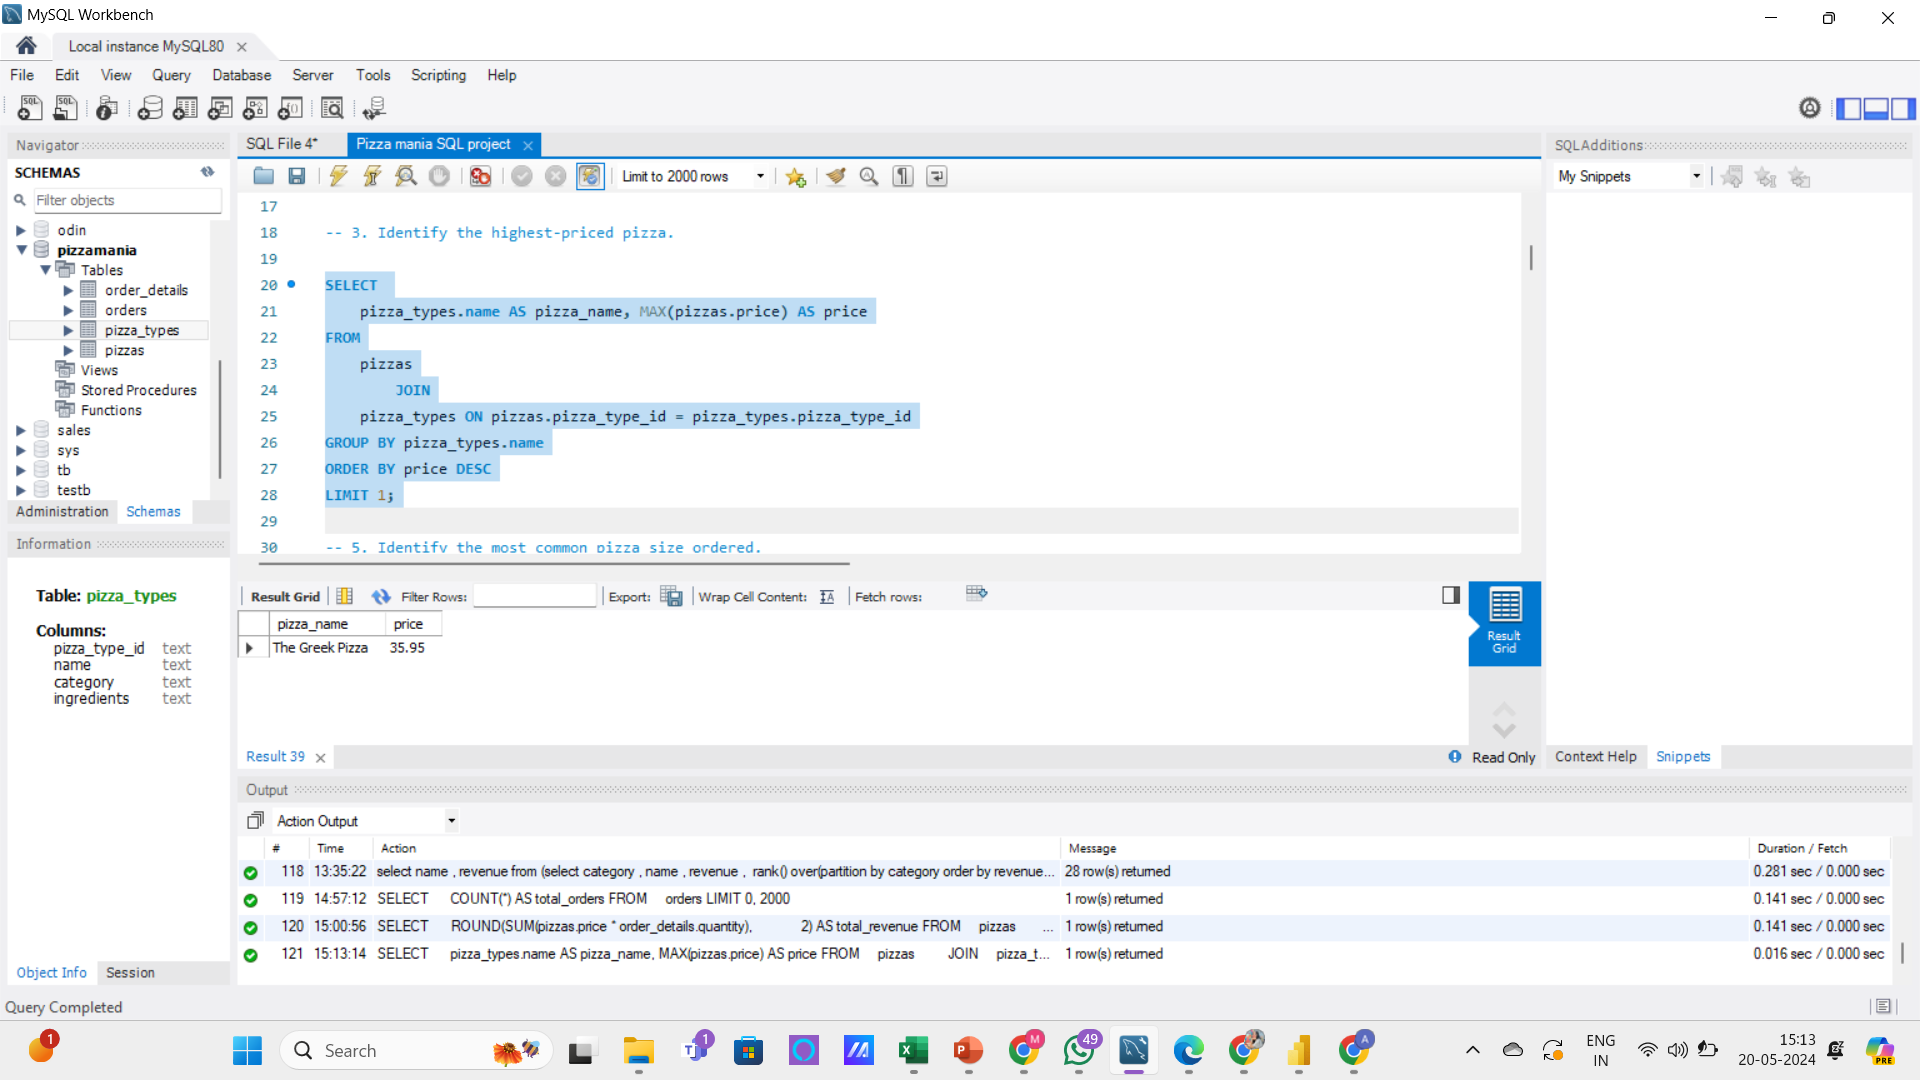 MySQL Workbench
Local instance MySQL80
File Edit View Query Database Server Tools Scripting Help
Navigator
SCHEMAS
Filter objects
odin
pizzamania
Tables
order_details
orders
pizza_types
pizzas
Views
Stored Procedures
Functions
sales
sys
tb
testb
Administration Schemas
Information
Table: pizza_types
Columns:
pizza_type_id text
name text
category text
ingredients text
Object Info Session
SQL File 4* Pizza mania SQL project
Limit to 2000 rows
17
18 -- 3. Identify the highest-priced pizza.
19
20 SELECT
21 pizza_types.name AS pizza_name, MAX(pizzas.price) AS price
22 FROM
23 pizzas
24 JOIN
25 pizza_types ON pizzas.pizza_type_id = pizza_types.pizza_type_id
26 GROUP BY pizza_types.name
27 ORDER BY price DESC
28 LIMIT 1;
29
30 -- 5. Identify the most common pizza size ordered.
Result Grid Filter Rows: Export: Wrap Cell Content: Fetch rows:
pizza_name price
The Greek Pizza 35.95
Result Grid
Result 39
Read Only
SQLAdditions
My Snippets
Context Help Snippets
Output
Action Output
# Time Action Message Duration / Fetch
118 13:35:22 select name , revenue from (select category , name , revenue , rank() over(partition by category order by revenue... 28 row(s) returned 0.281 sec / 0.000 sec
119 14:57:12 SELECT COUNT(*) AS total_orders FROM orders LIMIT 0, 2000 1 row(s) returned 0.141 sec / 0.000 sec
120 15:00:56 SELECT ROUND(SUM(pizzas.price * order_details.quantity), 2) AS total_revenue FROM pizzas ... 1 row(s) returned 0.141 sec / 0.000 sec
121 15:13:14 SELECT pizza_types.name AS pizza_name, MAX(pizzas.price) AS price FROM pizzas JOIN pizza_t... 1 row(s) returned 0.016 sec / 0.000 sec
Query Completed
1
Search
1
M
49
A
ENG
IN
15:13
20-05-2024
PRE